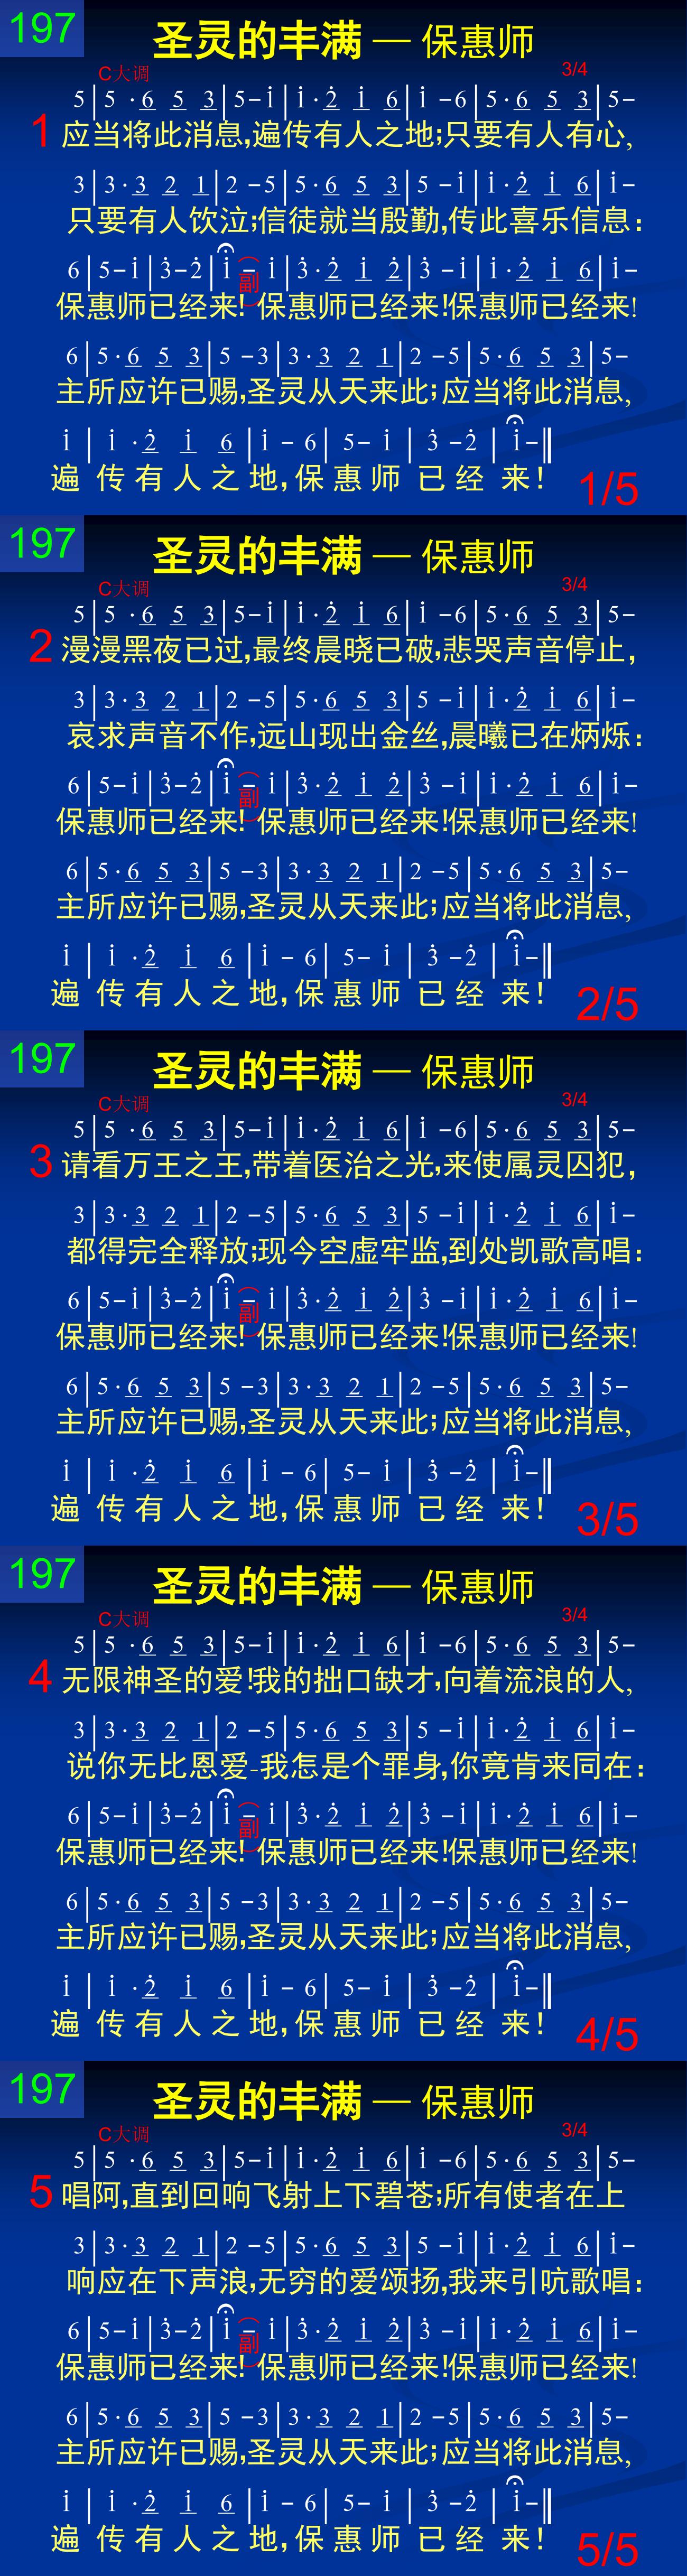 197
圣灵的丰满 — 保惠师
C大调 3/4
5|5 ·6 5 3|5-i|i·2 i 6|i -6|5·6 5 3|5-
1 应当将此消息,遍传有人之地;只要有人有心,
3|3·3 2 1|2 -5|5·6 5 3|5 -i|i·2 i 6|i-
只要有人饮泣;信徒就当殷勤,传此喜乐信息:
6|5-i|3-2|i - i|3·2 i 2|3 - i|i·2 i 6|i-
保惠师已经来!(副)保惠师已经来!保惠师已经来!
6|5·6 5 3|5 -3|3·3 2 1|2 -5|5·6 5 3|5-
主所应许已赐,圣灵从天来此;应当将此消息,
i | i ·2 i 6 |i - 6| 5- i | 3 -2 | i-‖
遍 传 有 人 之 地,保 惠 师 已 经 来!
1/5
197
圣灵的丰满 — 保惠师
C大调 3/4
5|5 ·6 5 3|5-i|i·2 i 6|i -6|5·6 5 3|5-
2 漫漫黑夜已过,最终晨晓已破,悲哭声音停止,
3|3·3 2 1|2 -5|5·6 5 3|5 -i|i·2 i 6|i-
哀求声音不作,远山现出金丝,晨曦已在炳烁:
6|5-i|3-2|i - i|3·2 i 2|3 - i|i·2 i 6|i-
保惠师已经来!(副)保惠师已经来!保惠师已经来!
6|5·6 5 3|5 -3|3·3 2 1|2 -5|5·6 5 3|5-
主所应许已赐,圣灵从天来此;应当将此消息,
i | i ·2 i 6 |i - 6| 5- i | 3 -2 | i-‖
遍 传 有 人 之 地,保 惠 师 已 经 来!
2/5
197
圣灵的丰满 — 保惠师
C大调 3/4
5|5 ·6 5 3|5-i|i·2 i 6|i -6|5·6 5 3|5-
3 请看万王之王,带着医治之光,来使属灵囚犯,
3|3·3 2 1|2 -5|5·6 5 3|5 -i|i·2 i 6|i-
都得完全释放;现今空虚牢监,到处凯歌高唱:
6|5-i|3-2|i - i|3·2 i 2|3 - i|i·2 i 6|i-
保惠师已经来!(副)保惠师已经来!保惠师已经来!
6|5·6 5 3|5 -3|3·3 2 1|2 -5|5·6 5 3|5-
主所应许已赐,圣灵从天来此;应当将此消息,
i | i ·2 i 6 |i - 6| 5- i | 3 -2 | i-‖
遍 传 有 人 之 地,保 惠 师 已 经 来!
3/5
197
圣灵的丰满 — 保惠师
C大调 3/4
5|5 ·6 5 3|5-i|i·2 i 6|i -6|5·6 5 3|5-
4 无限神圣的爱!我的拙口缺才,向着流浪的人,
3|3·3 2 1|2 -5|5·6 5 3|5 -i|i·2 i 6|i-
说你无比恩爱-我怎是个罪身,你竟肯来同在:
6|5-i|3-2|i - i|3·2 i 2|3 - i|i·2 i 6|i-
保惠师已经来!(副)保惠师已经来!保惠师已经来!
6|5·6 5 3|5 -3|3·3 2 1|2 -5|5·6 5 3|5-
主所应许已赐,圣灵从天来此;应当将此消息,
i | i ·2 i 6 |i - 6| 5- i | 3 -2 | i-‖
遍 传 有 人 之 地,保 惠 师 已 经 来!
4/5
197
圣灵的丰满 — 保惠师
C大调 3/4
5|5 ·6 5 3|5-i|i·2 i 6|i -6|5·6 5 3|5-
5 唱阿,直到回响飞射上下碧苍;所有使者在上
3|3·3 2 1|2 -5|5·6 5 3|5 -i|i·2 i 6|i-
响应在下声浪,无穷的爱颂扬,我来引吭歌唱:
6|5-i|3-2|i - i|3·2 i 2|3 - i|i·2 i 6|i-
保惠师已经来!(副)保惠师已经来!保惠师已经来!
6|5·6 5 3|5 -3|3·3 2 1|2 -5|5·6 5 3|5-
主所应许已赐,圣灵从天来此;应当将此消息,
i | i ·2 i 6 |i - 6| 5- i | 3 -2 | i-‖
遍 传 有 人 之 地,保 惠 师 已 经 来!
5/5